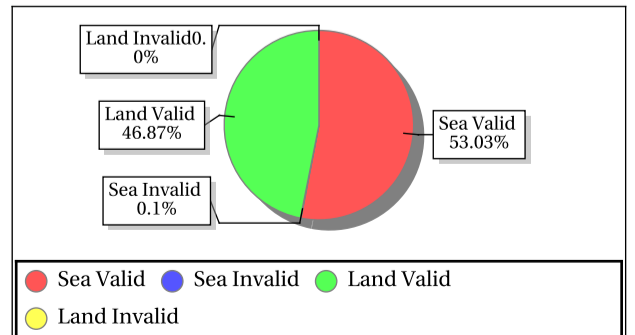 Land Invalid0.
0%
Land Valid
46.87%
Sea Valid
53.03%
Sea Invalid
0.1%
Sea Valid
Sea Invalid
Land Valid
Land Invalid